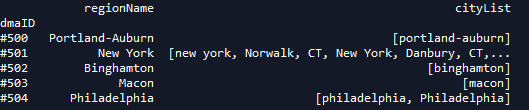 regionName cityList
dmaID
#500 Portland-Auburn [portland-auburn]
#501 New York [new york, Norwalk, CT, New York, Danbury, CT,...
#502 Binghamton [binghamton]
#503 Macon [macon]
#504 Philadelphia [philadelphia, Philadelphia]